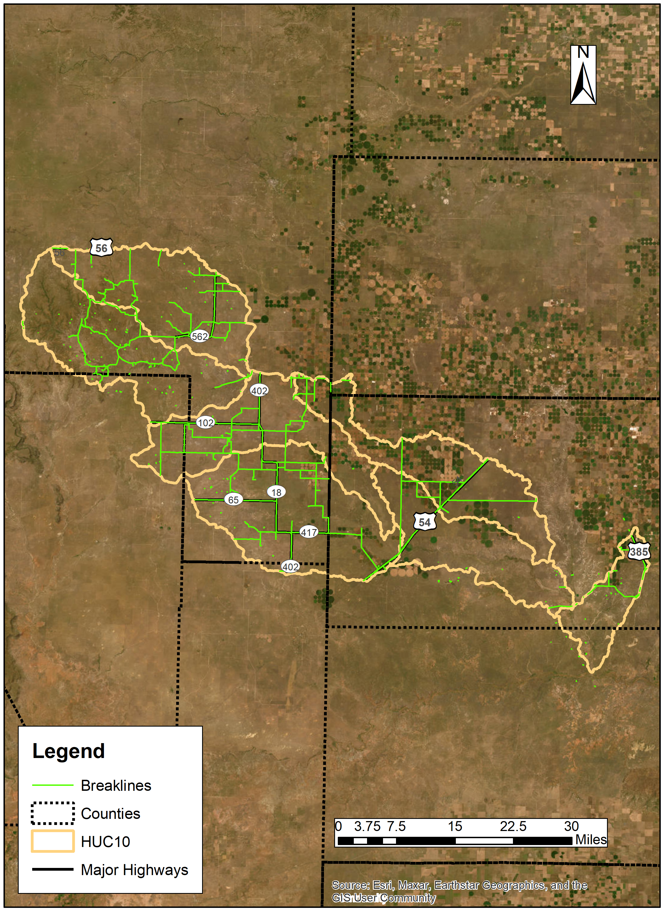 N
56
562
402
102
18
65
54
417
385
402
Legend
Breaklines
Counties
HUC10
Major Highways
0 3.75 7.5 15 22.5 30
Miles
Source: Esri, Maxar, Earthstar Geographics, and the
GIS User Community